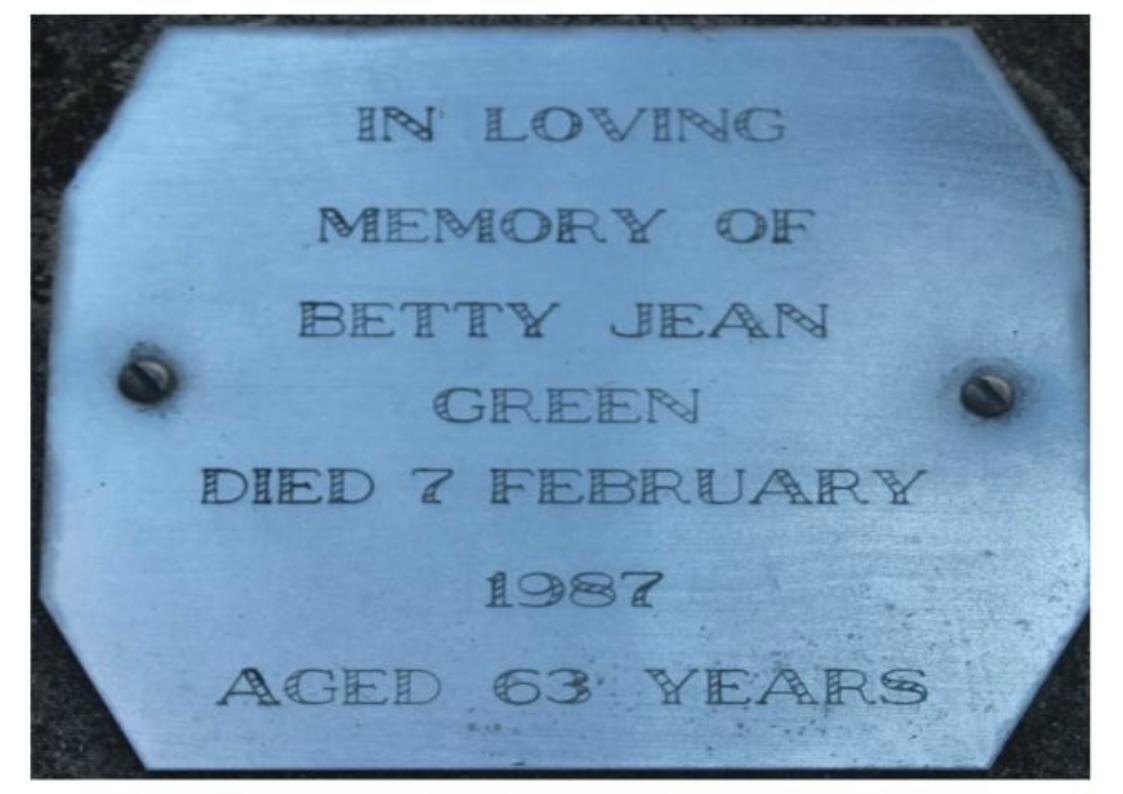 IN LOVING
MEMORY OF
BETTY JEAN
GREEN
DIED 7 FEBRUARY
1987
AGED 63 YEARS